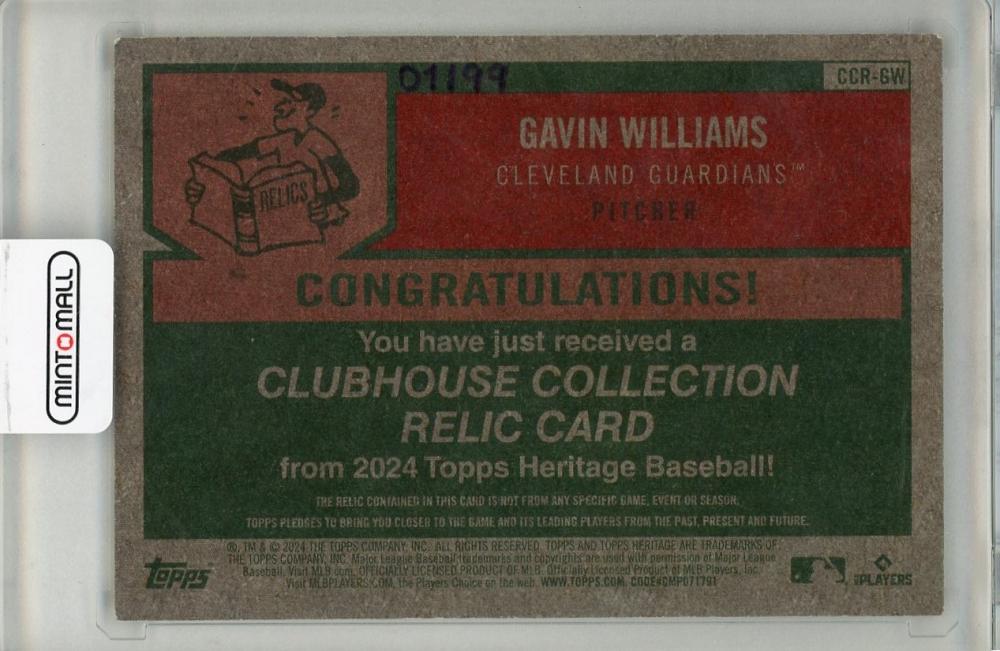 01/99
CCR-GW
GAVIN WILLIAMS
CLEVELAND GUARDIANS™
PITCHER
RELICS
CONGRATULATIONS!
You have just received a
CLUBHOUSE COLLECTION
RELIC CARD
from 2024 Topps Heritage Baseball!
THE RELIC CONTAINED IN THIS CARD IS NOT FROM ANY SPECIFIC GAME, EVENT OR SEASON.
TOPPS PLEDGES TO BRING YOU CLOSER TO THE GAME AND ITS LEADING PLAYERS FROM THE PAST, PRESENT AND FUTURE.
®, TM & © 2024 THE TOPPS COMPANY, INC. ALL RIGHTS RESERVED. TOPPS AND TOPPS HERITAGE ARE TRADEMARKS OF
THE TOPPS COMPANY, INC. Major League Baseball trademarks and copyrights are used with permission of Major League
Baseball. Visit MLB.com. OFFICIALLY LICENSED PRODUCT OF MLB Players, Inc.
Visit MLBPLAYERS.COM, the Players Choice on the web. WWW.TOPPS.COM. CODE#CMP071791
topps
MLB PLAYERS
MINTOMALL